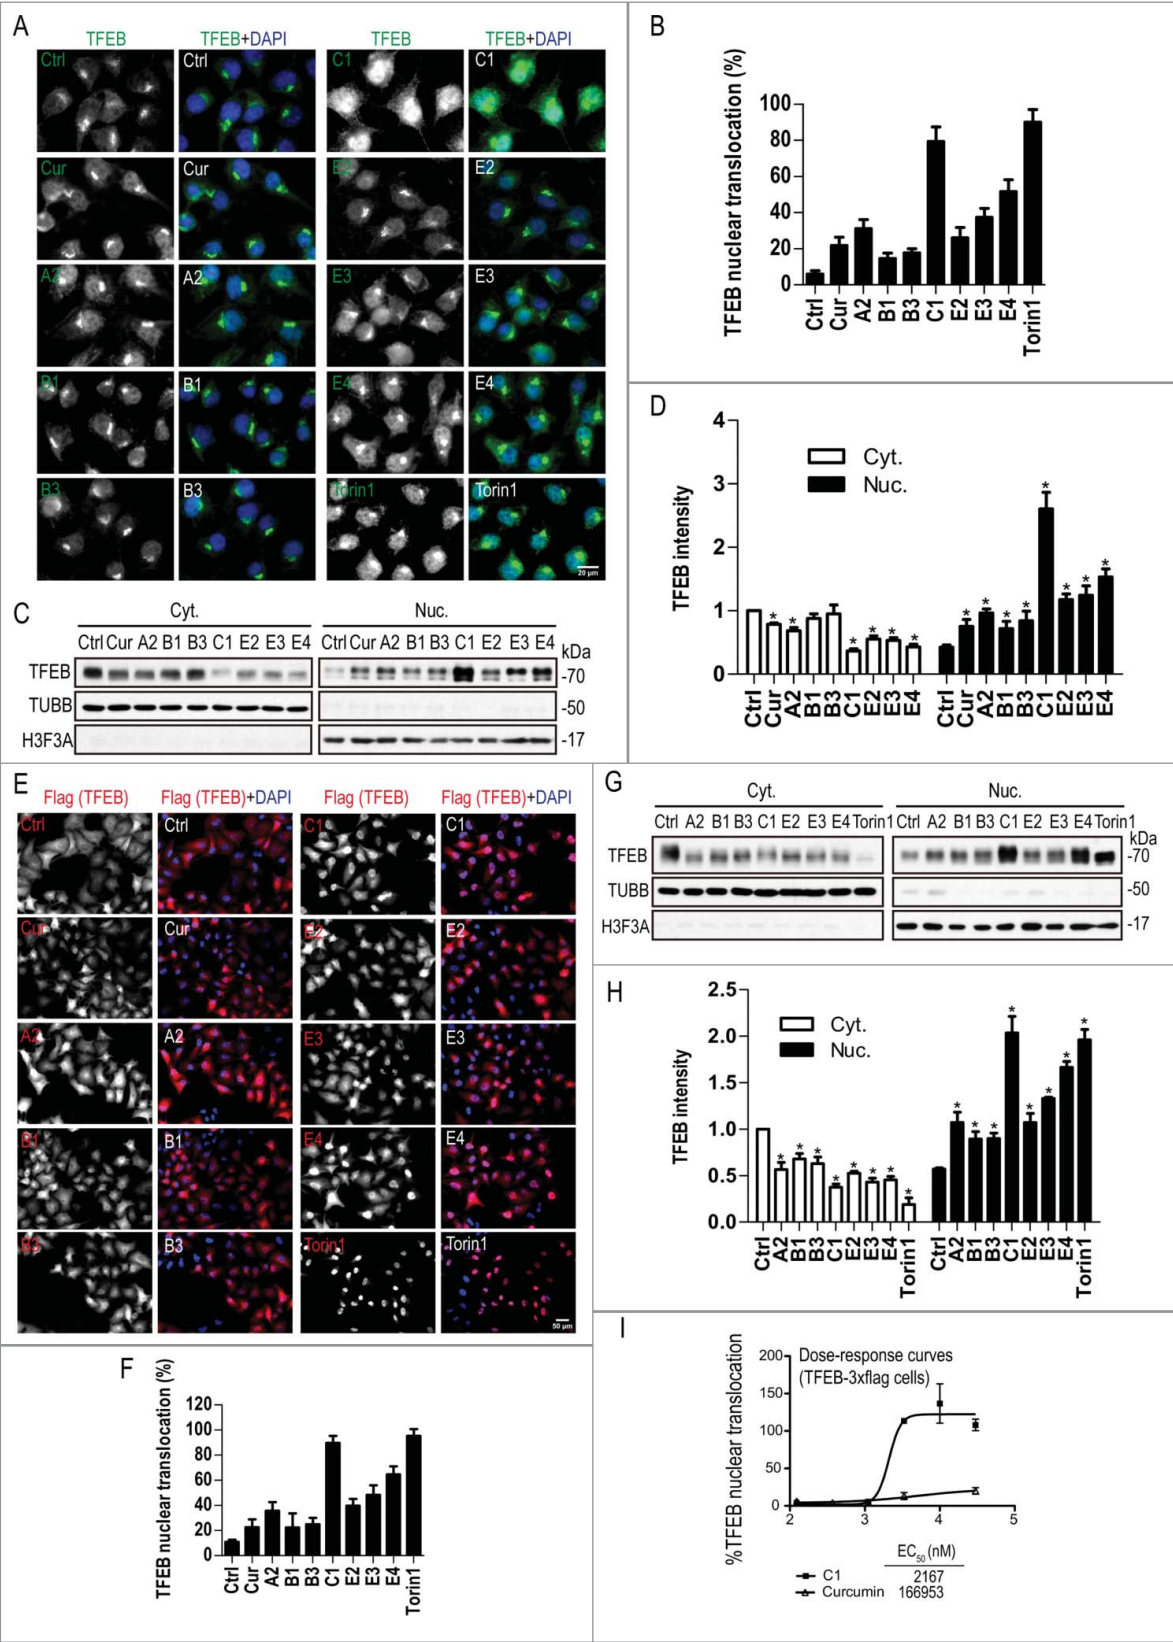 A
TFEB TFEB+DAPI TFEB TFEB+DAPI
Ctrl Ctrl C1 C1
Cur Cur E2 E2
A2 A2 E3 E3
B1 B1 E4 E4
B3 B3 Torin1 Torin1
20 µm
B
TFEB nuclear translocation (%)
100
80
60
40
20
0
Ctrl Cur A2 B1 B3 C1 E2 E3 E4 Torin1
C
Cyt. Nuc.
Ctrl Cur A2 B1 B3 C1 E2 E3 E4 Ctrl Cur A2 B1 B3 C1 E2 E3 E4
kDa
TFEB -70
TUBB -50
H3F3A -17
D
TFEB intensity
4
3
2
1
0
Cyt.
Nuc.
* * * * * * * * * * * * * *
Ctrl Cur A2 B1 B3 C1 E2 E3 E4 Ctrl Cur A2 B1 B3 C1 E2 E3 E4
E
Flag (TFEB) Flag (TFEB)+DAPI Flag (TFEB) Flag (TFEB)+DAPI
Ctrl Ctrl C1 C1
Cur Cur E2 E2
A2 A2 E3 E3
B1 B1 E4 E4
B3 B3 Torin1 Torin1
50 µm
F
TFEB nuclear translocation (%)
120
100
80
60
40
20
0
Ctrl Cur A2 B1 B3 C1 E2 E3 E4 Torin1
G
Cyt. Nuc.
Ctrl A2 B1 B3 C1 E2 E3 E4 Torin1 Ctrl A2 B1 B3 C1 E2 E3 E4 Torin1
kDa
TFEB -70
TUBB -50
H3F3A -17
H
TFEB intensity
2.5
2.0
1.5
1.0
0.5
0.0
Cyt.
Nuc.
* * * * * * * * * * * * * * * *
Ctrl A2 B1 B3 C1 E2 E3 E4 Torin1 Ctrl A2 B1 B3 C1 E2 E3 E4 Torin1
I
%TFEB nuclear translocation
Dose-response curves
(TFEB-3xflag cells)
200
150
100
50
0
2 3 4 5
EC50 (nM)
C1 2167
Curcumin 166953